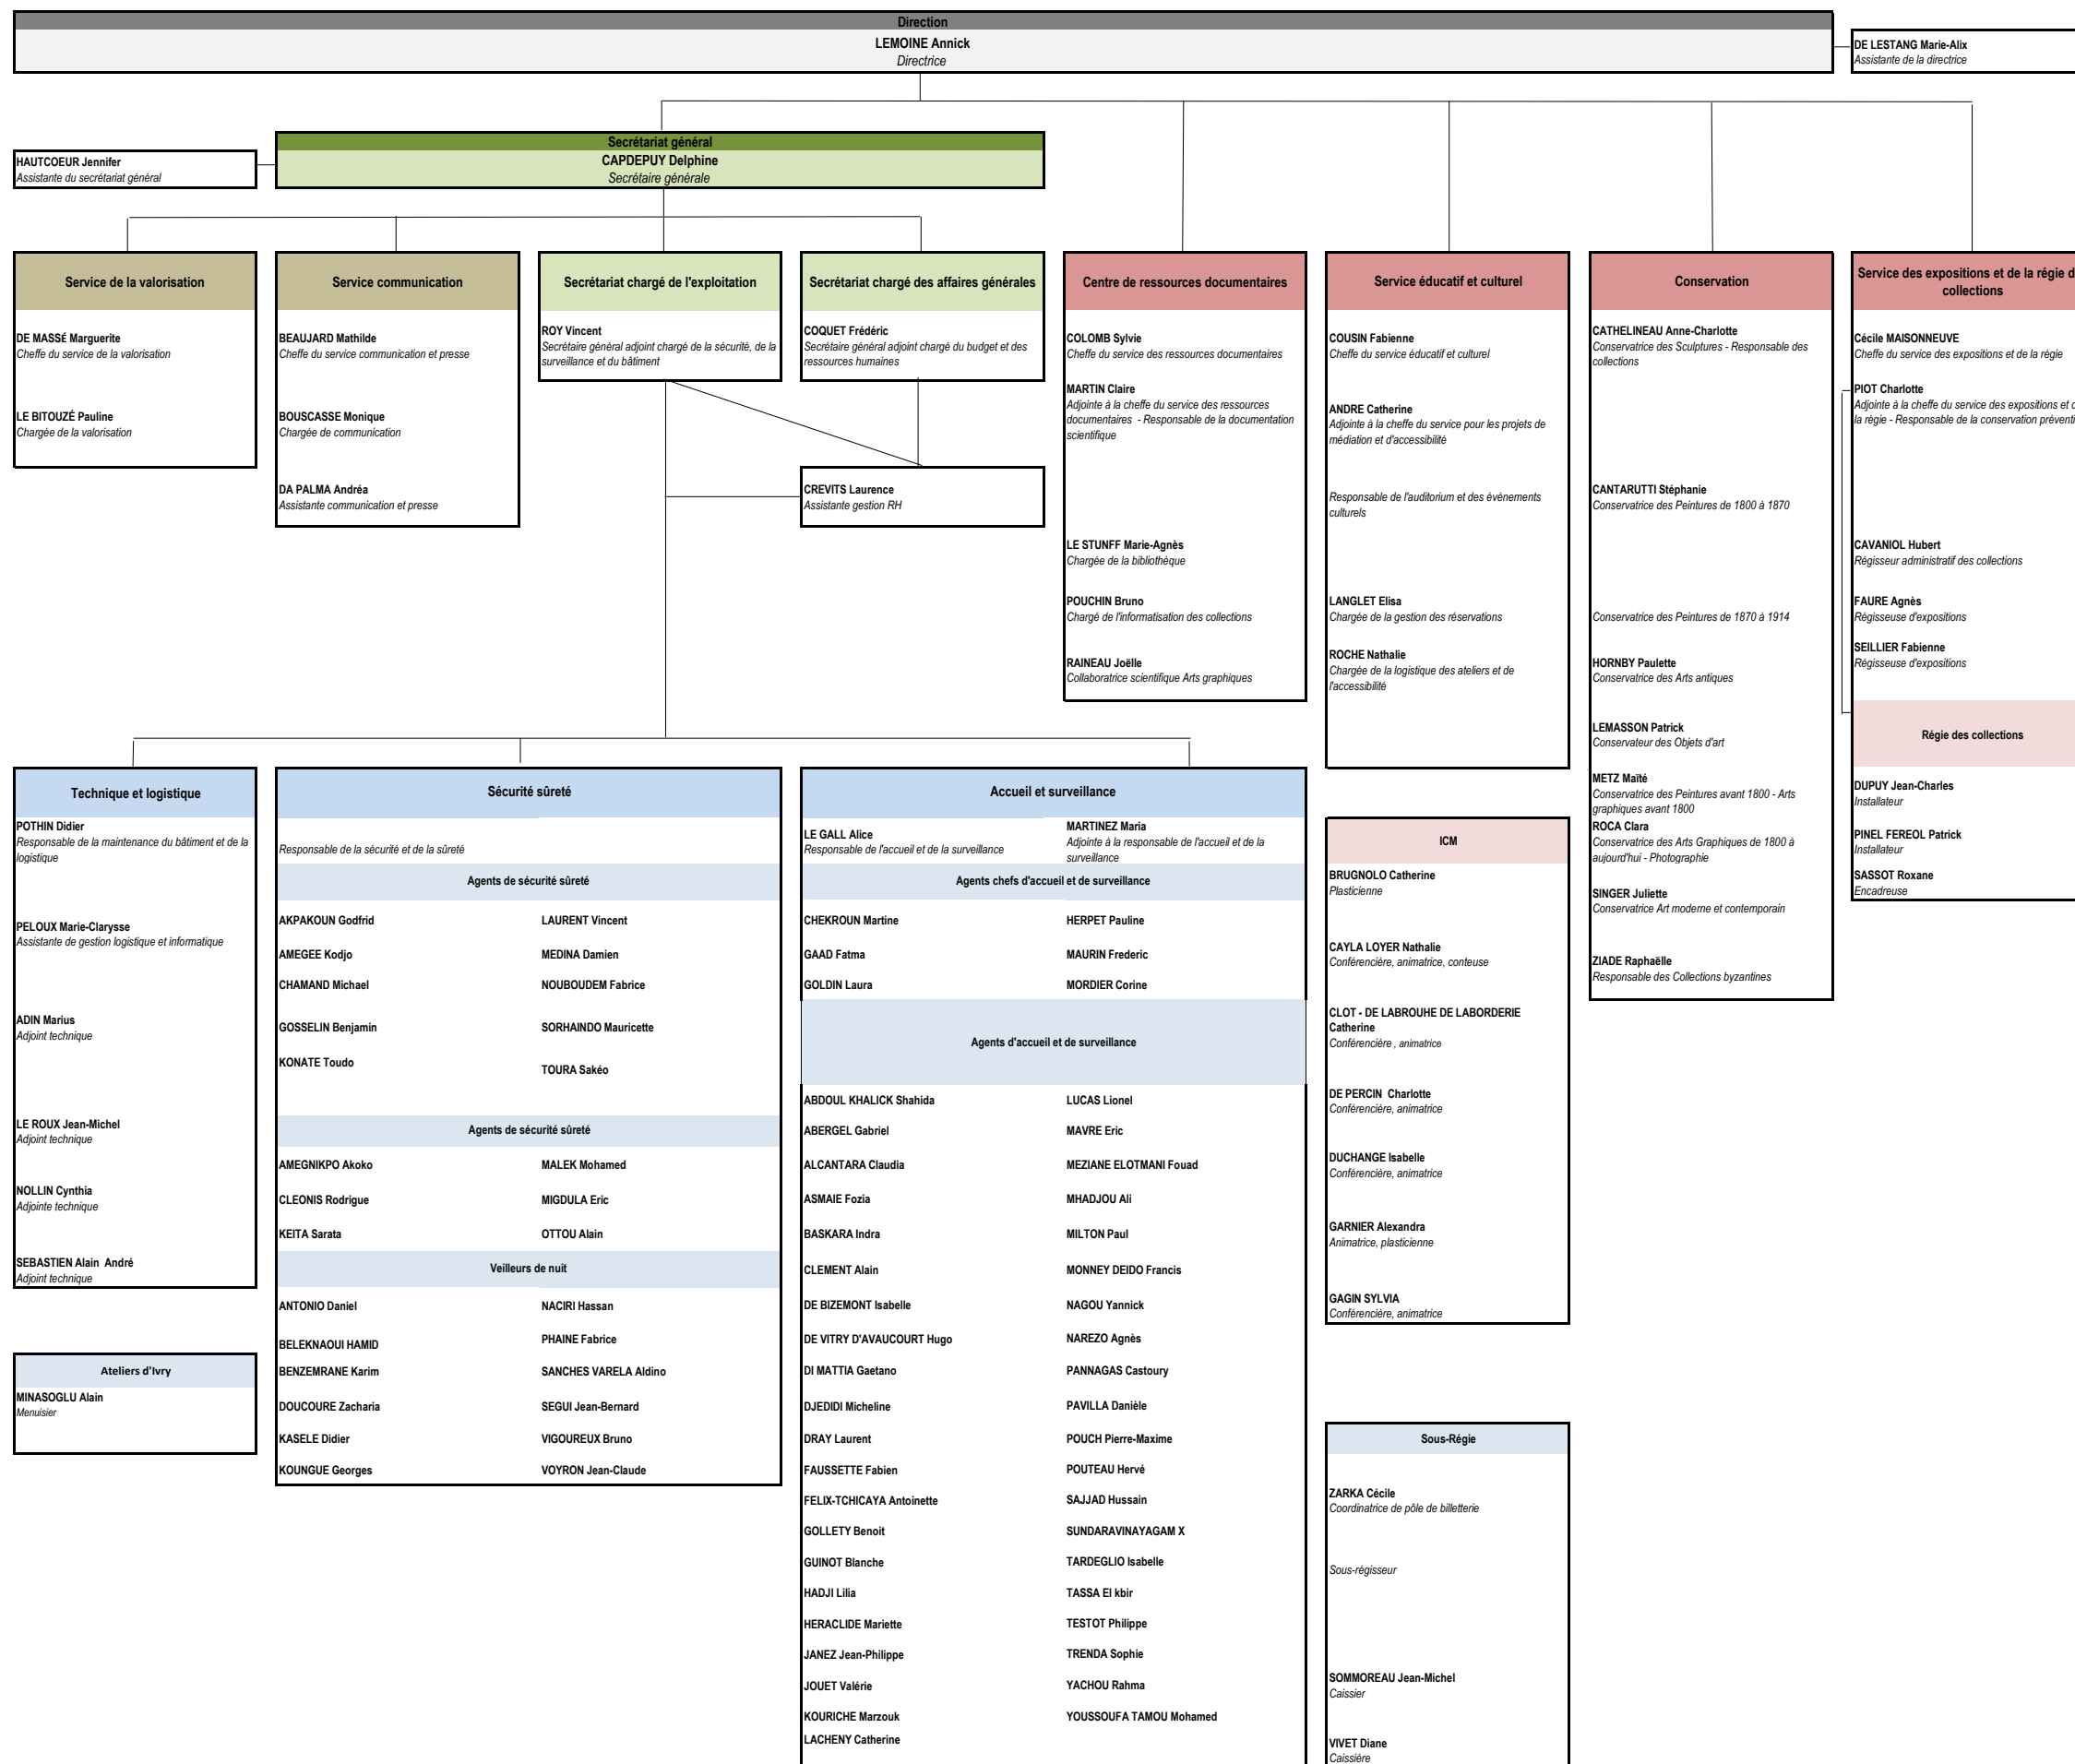 Direction
LEMOINE Annick
Directrice
DE LESTANG Marie-Alix
Assistante de la directrice
Secrétariat général
CAPDEPUY Delphine
Secrétaire générale
HAUTCOEUR Jennifer
Assistante du secrétariat général
Service de la valorisation
DE MASSÉ Marguerite
Cheffe du service de la valorisation
LE BITOUZÉ Pauline
Chargée de la valorisation
Service communication
BEAUJARD Mathilde
Cheffe du service communication et presse
BOUSCASSE Monique
Chargée de communication
DA PALMA Andréa
Assistante communication et presse
Secrétariat chargé de l'exploitation
ROY Vincent
Secrétaire général adjoint chargé de la sécurité, de la
surveillance et du bâtiment
Secrétariat chargé des affaires générales
COQUET Frédéric
Secrétaire général adjoint chargé du budget et des
ressources humaines
CREVITS Laurence
Assistante gestion RH
Centre de ressources documentaires
COLOMB Sylvie
Cheffe du service des ressources documentaires
MARTIN Claire
Adjointe à la cheffe du service des ressources
documentaires - Responsable de la documentation
scientifique
LE STUNFF Marie-Agnès
Chargée de la bibliothèque
POUCHIN Bruno
Chargé de l'informatisation des collections
RAINEAU Joëlle
Collaboratrice scientifique Arts graphiques
Service éducatif et culturel
COUSIN Fabienne
Cheffe du service éducatif et culturel
ANDRE Catherine
Adjointe à la cheffe du service pour les projets de
médiation et d'accessibilité
Responsable de l'auditorium et des évènements
culturels
LANGLET Elisa
Chargée de la gestion des réservations
ROCHE Nathalie
Chargée de la logistique des ateliers et de
l'accessibilité
Conservation
CATHELINEAU Anne-Charlotte
Conservatrice des Sculptures - Responsable des
collections
CANTARUTTI Stéphanie
Conservatrice des Peintures de 1800 à 1870
Conservatrice des Peintures de 1870 à 1914
HORNBY Paulette
Conservatrice des Arts antiques
LEMASSON Patrick
Conservateur des Objets d'art
METZ Maïté
Conservatrice des Peintures avant 1800 - Arts
graphiques avant 1800
ROCA Clara
Conservatrice des Arts Graphiques de 1800 à
aujourd'hui - Photographie
SINGER Juliette
Conservatrice Art moderne et contemporain
ZIADE Raphaëlle
Responsable des Collections byzantines
Service des expositions et de la régie d
collections
Cécile MAISONNEUVE
Cheffe du service des expositions et de la régie
PIOT Charlotte
Adjointe à la cheffe du service des expositions et
la régie - Responsable de la conservation préventi
CAVANIOL Hubert
Régisseur administratif des collections
FAURE Agnès
Régisseuse d'expositions
SEILLIER Fabienne
Régisseuse d'expositions
Régie des collections
DUPUY Jean-Charles
Installateur
PINEL FEREOL Patrick
Installateur
SASSOT Roxane
Encadreuse
Technique et logistique
POTHIN Didier
Responsable de la maintenance du bâtiment et de la
logistique
PELOUX Marie-Clarysse
Assistante de gestion logistique et informatique
ADIN Marius
Adjoint technique
LE ROUX Jean-Michel
Adjoint technique
NOLLIN Cynthia
Adjointe technique
SEBASTIEN Alain André
Adjoint technique
Ateliers d'Ivry
MINASOGLU Alain
Menuisier
Sécurité sûreté
Responsable de la sécurité et de la sûreté
Agents de sécurité sûreté
AKPAKOUN Godfrid LAURENT Vincent
AMEGEE Kodjo MEDINA Damien
CHAMAND Michael NOUBOUDEM Fabrice
GOSSELIN Benjamin SORHAINDO Mauricette
KONATE Toudo
TOURA Sakéo
Agents de sécurité sûreté
AMEGNIKPO Akoko MALEK Mohamed
CLEONIS Rodrigue MIGDULA Eric
KEITA Sarata OTTOU Alain
Veilleurs de nuit
ANTONIO Daniel NACIRI Hassan
BELEKNAOUI HAMID PHAINE Fabrice
BENZEMRANE Karim SANCHES VARELA Aldino
DOUCOURE Zacharia SEGUI Jean-Bernard
KASELE Didier VIGOUREUX Bruno
KOUNGUE Georges VOYRON Jean-Claude
Accueil et surveillance
LE GALL Alice
Responsable de l'accueil et de la surveillance
MARTINEZ Maria
Adjointe à la responsable de l'accueil et de la
surveillance
Agents chefs d'accueil et de surveillance
CHEKROUN Martine HERPET Pauline
GAAD Fatma MAURIN Frederic
GOLDIN Laura MORDIER Corine
Agents d'accueil et de surveillance
ABDOUL KHALICK Shahida LUCAS Lionel
ABERGEL Gabriel MAVRE Eric
ALCANTARA Claudia MEZIANE ELOTMANI Fouad
ASMAIE Fozia MHADJOU Ali
BASKARA Indra MILTON Paul
CLEMENT Alain MONNEY DEIDO Francis
DE BIZEMONT Isabelle NAGOU Yannick
DE VITRY D'AVAUCOURT Hugo NAREZO Agnès
DI MATTIA Gaetano PANNAGAS Castoury
DJEDIDI Micheline PAVILLA Danièle
DRAY Laurent POUCH Pierre-Maxime
FAUSSETTE Fabien POUTEAU Hervé
FELIX-TCHICAYA Antoinette SAJJAD Hussain
GOLLETY Benoit SUNDARAVINAYAGAM X
GUINOT Blanche TARDEGLIO Isabelle
HADJI Lilia TASSA El kbir
HERACLIDE Mariette TESTOT Philippe
JANEZ Jean-Philippe TRENDA Sophie
JOUET Valérie YACHOU Rahma
KOURICHE Marzouk YOUSSOUFA TAMOU Mohamed
LACHENY Catherine
ICM
BRUGNOLO Catherine
Plasticienne
CAYLA LOYER Nathalie
Conférencière, animatrice, conteuse
CLOT - DE LABROUHE DE LABORDERIE
Catherine
Conférencière , animatrice
DE PERCIN Charlotte
Conférencière, animatrice
DUCHANGE Isabelle
Conférencière, animatrice
GARNIER Alexandra
Animatrice, plasticienne
GAGIN SYLVIA
Conférencière, animatrice
Sous-Régie
ZARKA Cécile
Coordinatrice de pôle de billetterie
Sous-régisseur
SOMMOREAU Jean-Michel
Caissier
VIVET Diane
Caissière